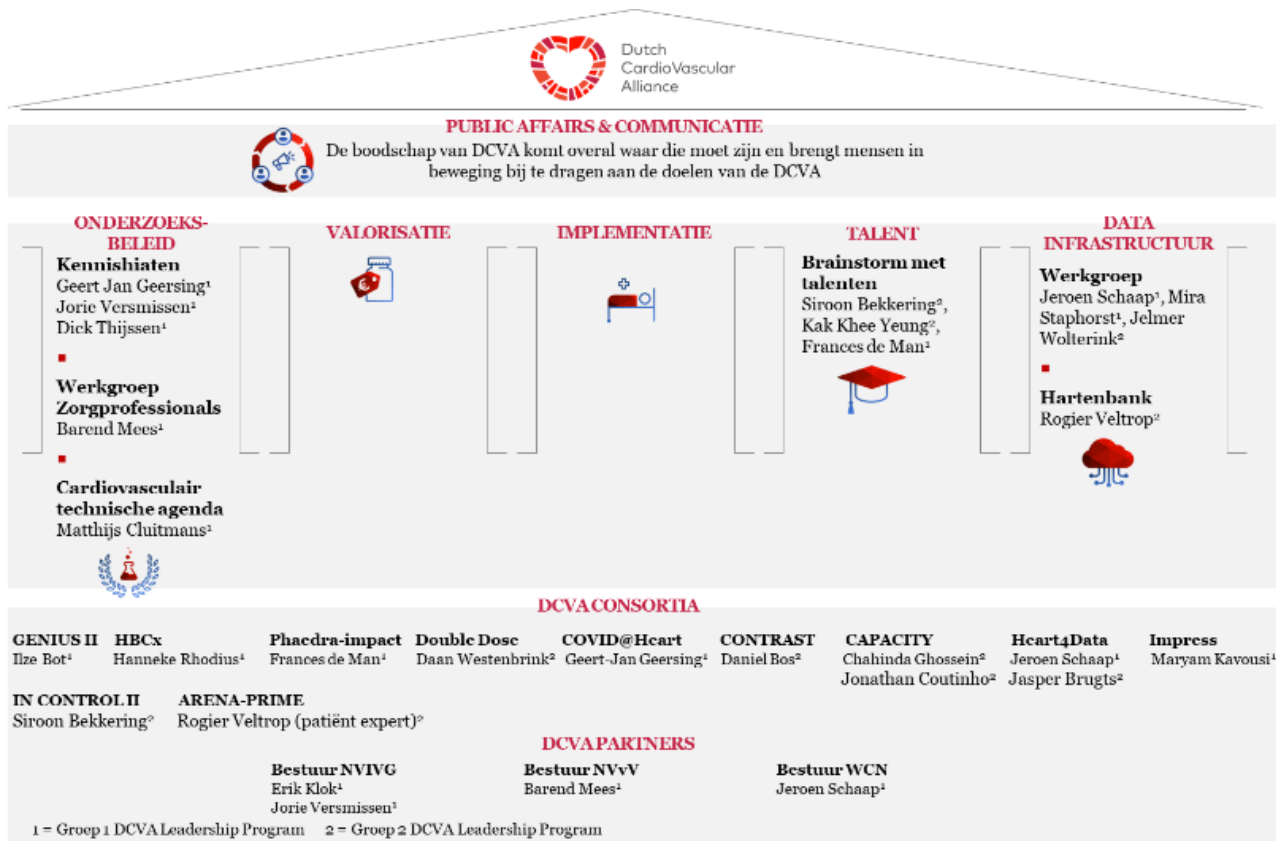 Dutch
CardioVascular
Alliance
PUBLIC AFFAIRS & COMMUNICATIE
De boodschap van DCVA komt overal waar die moet zijn en brengt mensen in
beweging bij te dragen aan de doelen van de DCVA
ONDERZOEKS-
BELEID
Kennishiaten
Geert Jan Geersing¹
Jorie Versmissen¹
Dick Thijssen¹
Werkgroep
Zorgprofessionals
Barend Mees¹
Cardiovasculair
technische agenda
Matthijs Cluitmans¹
VALORISATIE
IMPLEMENTATIE
TALENT
Brainstorm met
talenten
Siroon Bekkering²,
Kak Khee Yeung²,
Frances de Man¹
DATA
INFRASTRUCTUUR
Werkgroep
Jeroen Schaap¹, Mira
Staphorst¹, Jelmer
Wolterink²
Hartenbank
Rogier Veltrop²
DCVA CONSORTIA
GENIUS II
Ilze Bot¹
HBCx
Hanneke Rhodius¹
Phaedra-impact
Frances de Man¹
Double Dose
Daan Westenbrink²
COVID@Heart
Geert-Jan Geersing¹
CONTRAST
Daniel Bos²
CAPACITY
Chahinda Ghossein²
Jonathan Coutinho²
Heart4Data
Jeroen Schaap¹
Jasper Brugts²
Impress
Maryam Kavousi¹
IN CONTROL II
Siroon Bekkering²
ARENA-PRIME
Rogier Veltrop (patiënt expert)²
DCVA PARTNERS
Bestuur NVIVG
Erik Klok¹
Jorie Versmissen¹
Bestuur NVvV
Barend Mees¹
Bestuur WCN
Jeroen Schaap¹
1 = Groep 1 DCVA Leadership Program 2 = Groep 2 DCVA Leadership Program